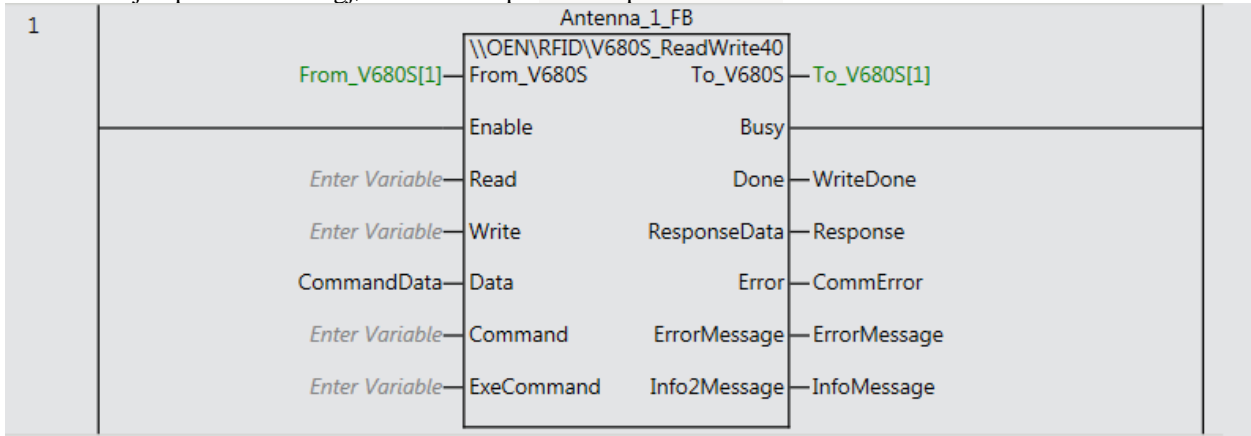 1
Antenna_1_FB
\\OEN\RFID\V680S_ReadWrite40
From_V680S[1] From_V680S To_V680S To_V680S[1]
Enable Busy
Enter Variable Read Done WriteDone
Enter Variable Write ResponseData Response
CommandData Data Error CommError
Enter Variable Command ErrorMessage ErrorMessage
Enter Variable ExeCommand Info2Message InfoMessage